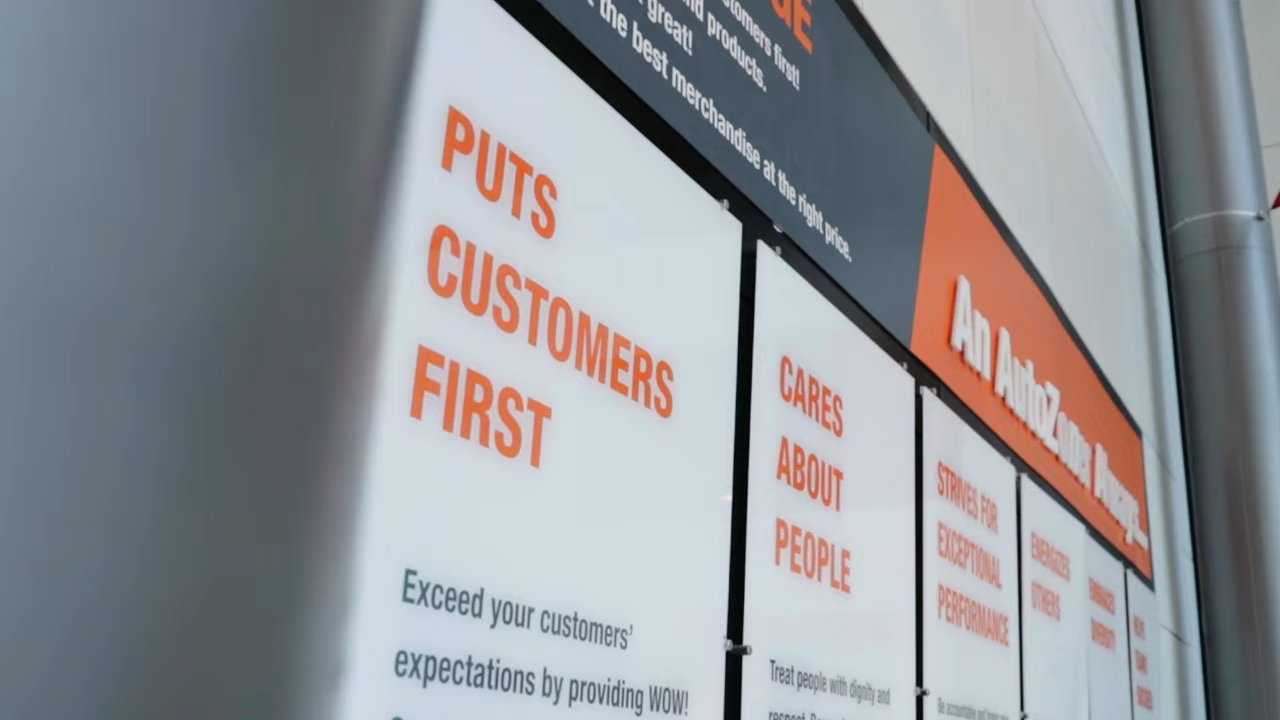 GE
customers first!
great!
nd products.
the best merchandise at the right price.
An AutoZoner Always...
PUTS
CUSTOMERS
FIRST
Exceed your customers’
expectations by providing WOW!
CARES
ABOUT
PEOPLE
Treat people with dignity and
STRIVES FOR
EXCEPTIONAL
PERFORMANCE
ENERGIZES
OTHERS
EMBRACES
DIVERSITY